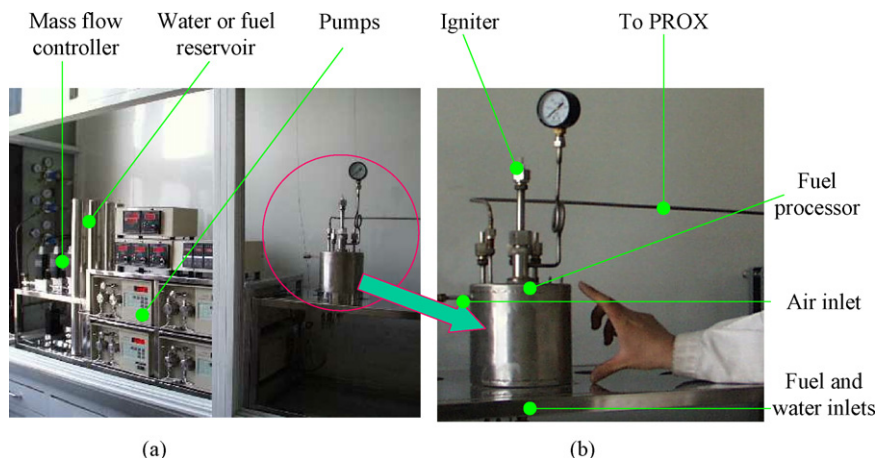 Mass flow
controller
Water or fuel
reservoir
Pumps
Igniter
To PROX
Fuel
processor
Air inlet
Fuel and
water inlets
(a)
(b)